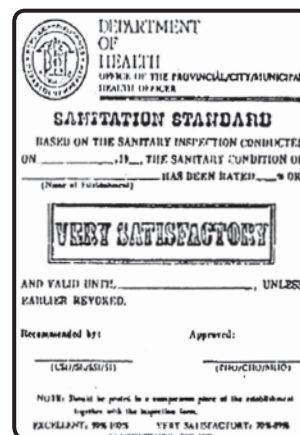 DEPARTMENT
OF
HEALTH
OFFICE OF THE PROVINCIAL/CITY/MUNICIPAL
HEALTH OFFICER
SANITATION STANDARD
BASED ON THE SANITARY INSPECTION CONDUCTED
ON ________,19__, THE SANITARY CONDITION OF
________ HAS BEEN RATED ___% OR
(Name of Establishment)
VERY SATISFACTORY
AND VALID UNTIL ________, UNLESS
EARLIER REVOKED.
Recommended by: Approved:
(PHO/CHO/MHO)
NOTE: Should be posted in a conspicuous place of the establishment
together with the inspection form.
EXCELLENT: 90%-100% VERY SATISFACTORY: 70%-89%